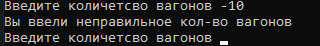 Введите количетсво вагонов -10
Вы ввели неправильное кол-во вагонов
Введите количетсво вагонов _